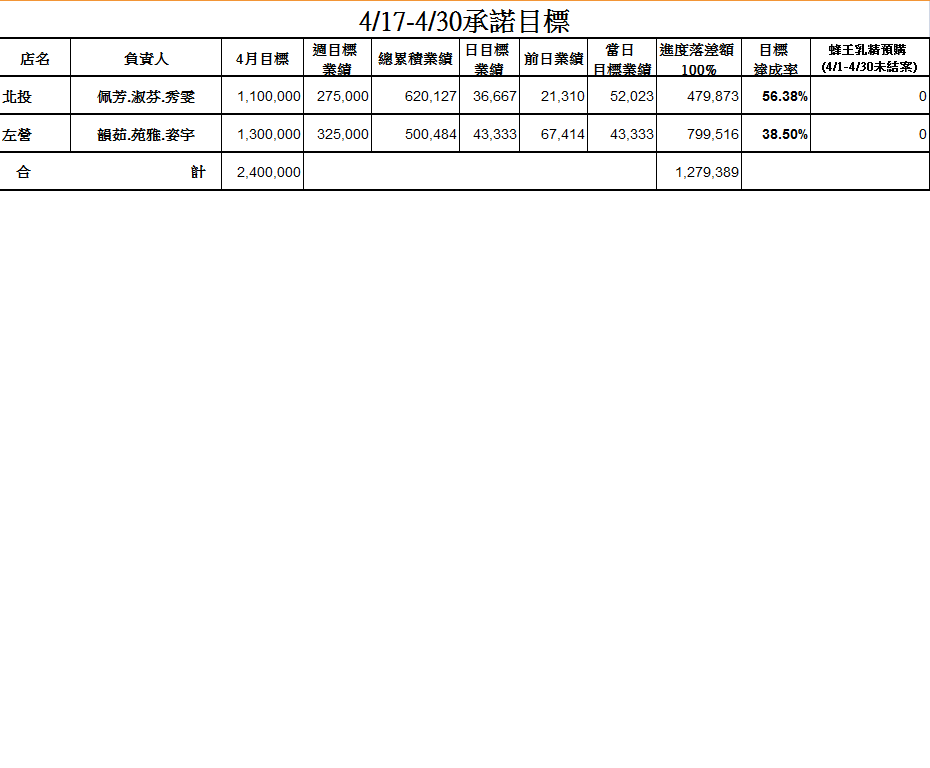 4/17-4/30承諾目標
店名 負責人 4月目標 週目標業績 總累積業績 日目標業績 前日業績 當日目標業績 進度落差額100% 目標達成率 蜂王乳精預購(4/1-4/30未結案)
北投 佩芳.淑芬.秀雯 1,100,000 275,000 620,127 36,667 21,310 52,023 479,873 56.38% 0
左營 韻茹.苑雅.姿宇 1,300,000 325,000 500,484 43,333 67,414 43,333 799,516 38.50% 0
合 計 2,400,000 1,279,389